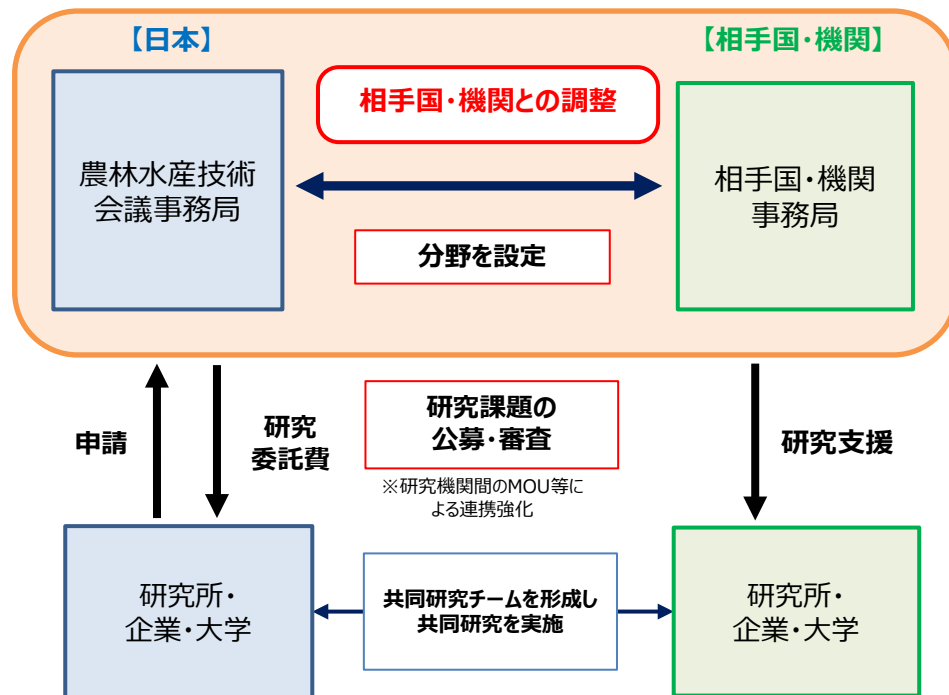 【日本】
【相手国・機関】
相手国・機関との調整
農林水産技術
会議事務局
相手国・機関
事務局
分野を設定
申請
研究
委託費
研究課題の
公募・審査
※研究機関間のMOU等に
よる連携強化
研究支援
研究所・
企業・大学
共同研究チームを形成し
共同研究を実施
研究所・
企業・大学